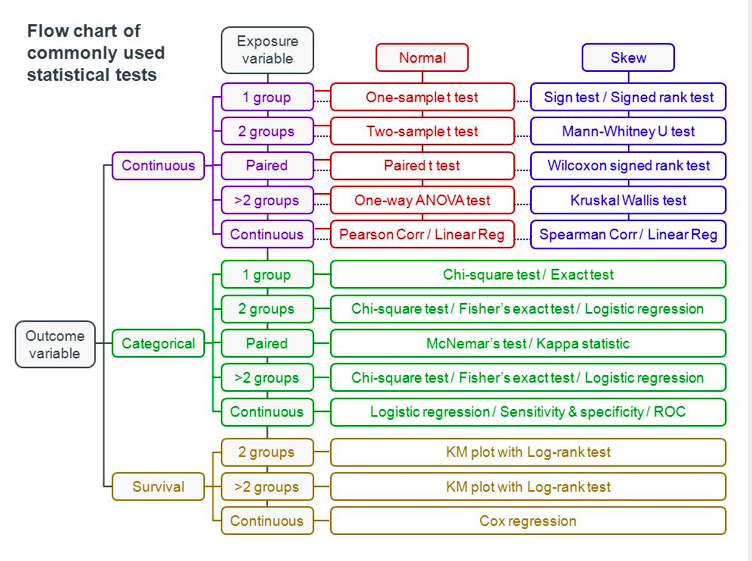 Flow chart of
commonly used
statistical tests
Exposure
variable
Normal
Skew
1 group
One-sample t test
Sign test / Signed rank test
2 groups
Two-sample t test
Mann-Whitney U test
Continuous
Paired
Paired t test
Wilcoxon signed rank test
>2 groups
One-way ANOVA test
Kruskal Wallis test
Continuous
Pearson Corr / Linear Reg
Spearman Corr / Linear Reg
1 group
Chi-square test / Exact test
2 groups
Chi-square test / Fisher's exact test / Logistic regression
Outcome
variable
Categorical
Paired
McNemar's test / Kappa statistic
>2 groups
Chi-square test / Fisher's exact test / Logistic regression
Continuous
Logistic regression / Sensitivity & specificity / ROC
2 groups
KM plot with Log-rank test
Survival
>2 groups
KM plot with Log-rank test
Continuous
Cox regression